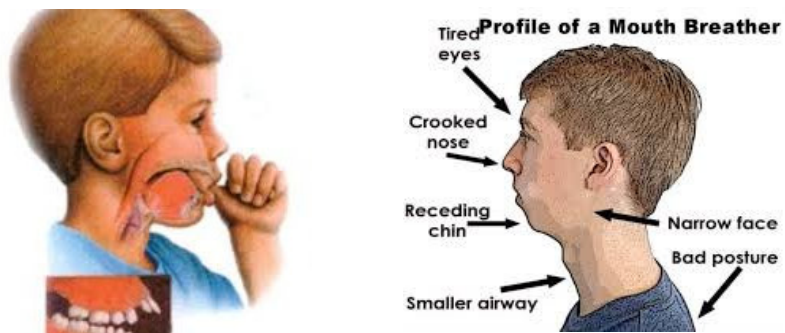 Profile of a Mouth Breather
Tired
eyes
Crooked
nose
Receding
chin
Narrow face
Bad posture
Smaller airway